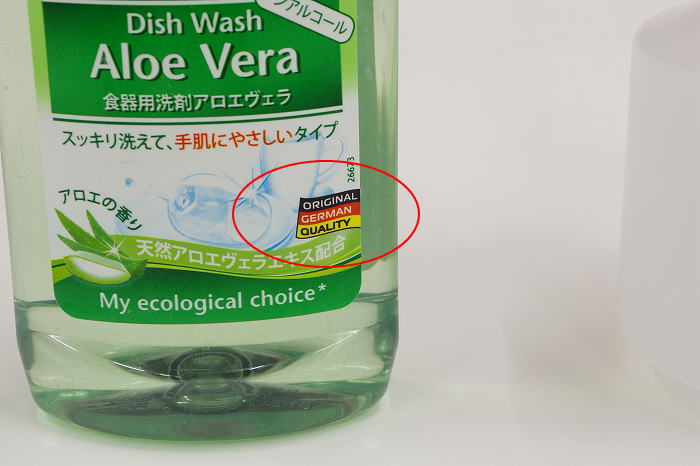 ンアルコール
Dish Wash
Aloe Vera
食器用洗剤アロエヴェラ
スッキリ洗えて、手肌にやさしいタイプ
26673
アロエの香り
ORIGINAL
GERMAN
QUALITY
天然アロエヴェラエキス配合
My ecological choice*